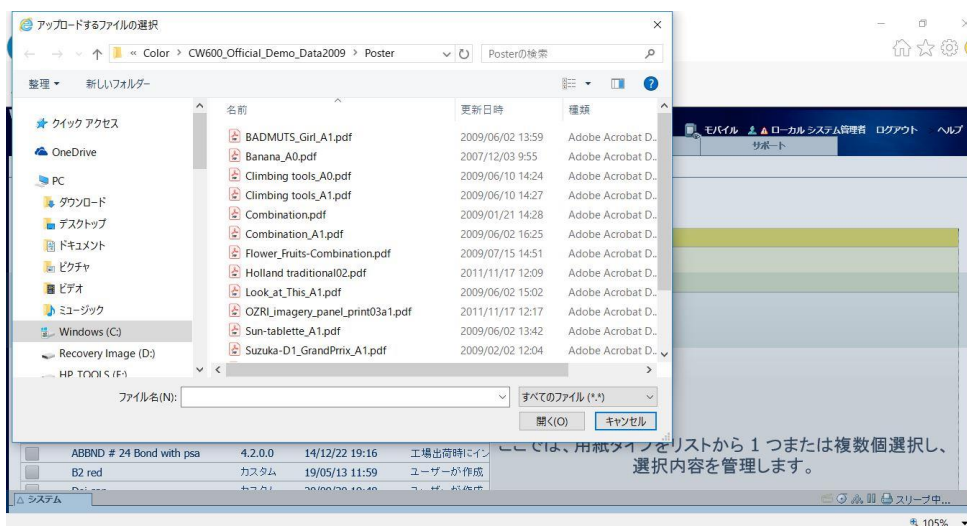 アップロードするファイルの選択
« Color > CW600_Official_Demo_Data2009 > Poster
Posterの検索
整理
新しいフォルダー
名前 更新日時 種類
クイック アクセス
OneDrive
PC
ダウンロード
デスクトップ
ドキュメント
ピクチャ
ビデオ
ミュージック
Windows (C:)
Recovery Image (D:)
HP_TOOLS (E:)
BADMUTS_Girl_A1.pdf 2009/06/02 13:59 Adobe Acrobat D..
Banana_A0.pdf 2007/12/03 9:55 Adobe Acrobat D..
Climbing tools_A0.pdf 2009/06/10 14:24 Adobe Acrobat D..
Climbing tools_A1.pdf 2009/06/10 14:27 Adobe Acrobat D..
Combination.pdf 2009/01/21 14:28 Adobe Acrobat D..
Combination_A1.pdf 2009/06/02 16:25 Adobe Acrobat D..
Flower_Fruits-Combination.pdf 2009/07/15 14:51 Adobe Acrobat D..
Holland traditional02.pdf 2011/11/17 12:09 Adobe Acrobat D..
Look_at_This_A1.pdf 2009/06/02 15:02 Adobe Acrobat D..
OZRI_imagery_panel_print03a1.pdf 2011/11/17 12:17 Adobe Acrobat D..
Sun-tablette_A1.pdf 2009/06/02 13:42 Adobe Acrobat D..
Suzuka-D1_GrandPrrix_A1.pdf 2009/02/02 12:04 Adobe Acrobat D..
ファイル名(N):
すべてのファイル (*.*)
開く(O)
キャンセル
モバイル ローカル システム管理者 ログアウト ヘルプ
サポート
ABBND # 24 Bond with psa 4.2.0.0 14/12/22 19:16 工場出荷時にイン
B2 red カスタム 19/05/13 11:59 ユーザーが作成
ここでは、用紙タイプをリストから 1 つまたは複数個選択し、
選択内容を管理します。
システム
スリープ中...
105%